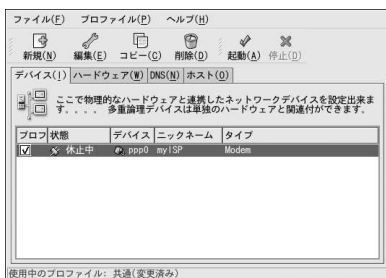 ファイル(F) プロファイル(P) ヘルプ(H)
新規(N) 編集(E) コピー(C) 削除(D) 起動(A) 停止(D)
デバイス(I) ハードウェア(W) DNS(N) ホスト(O)
ここで物理的なハードウェアと連携したネットワークデバイスを設定出来ま
す.... 多重論理デバイスは単独のハードウェアと関連付ができます.
プロフ 状態 デバイス ニックネーム タイプ
休止中 ppp0 myISP Modem
使用中のプロファイル: 共通(変更済み)